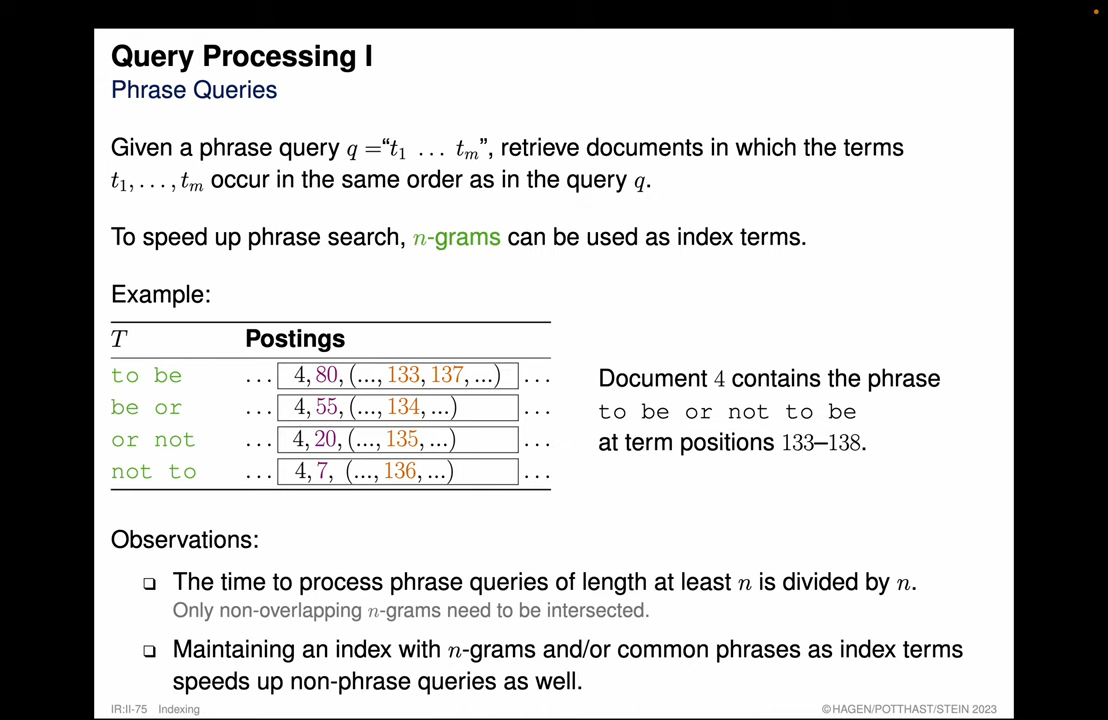 Query Processing I
Phrase Queries
Given a phrase query q =“t₁ … tₘ”, retrieve documents in which the terms
t₁, … , tₘ occur in the same order as in the query q.
To speed up phrase search, n-grams can be used as index terms.
Example:
T Postings
to be … 4, 80, (..., 133, 137, ...) …
be or … 4, 55, (..., 134, ...) …
or not … 4, 20, (..., 135, ...) …
not to … 4, 7, (..., 136, ...) …
Document 4 contains the phrase
to be or not to be
at term positions 133–138.
Observations:
❑ The time to process phrase queries of length at least n is divided by n.
Only non-overlapping n-grams need to be intersected.
❑ Maintaining an index with n-grams and/or common phrases as index terms
speeds up non-phrase queries as well.
IR:II-75 Indexing ©HAGEN/POTTHAST/STEIN 2023